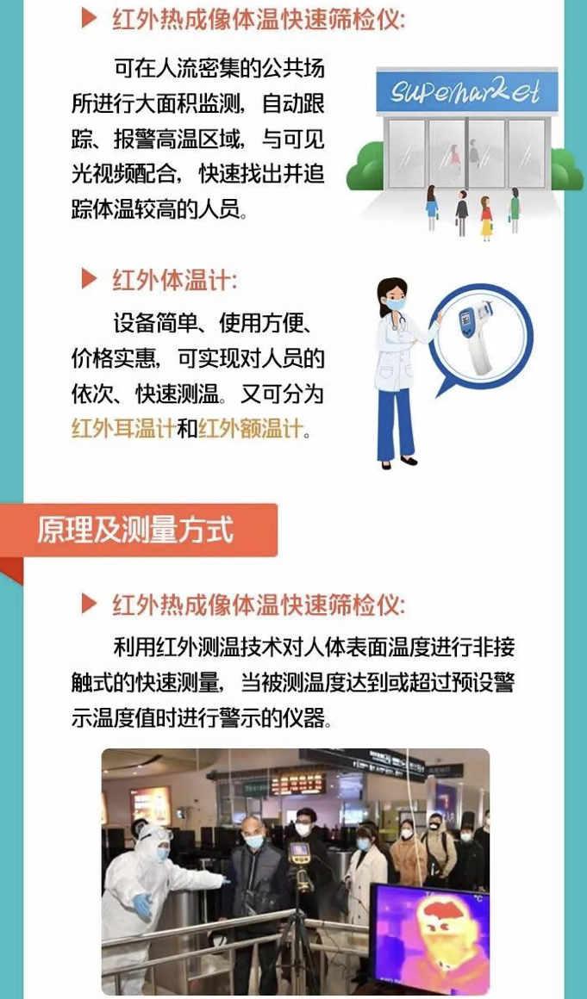 红外热成像体温快速筛检仪:
可在人流密集的公共场
所进行大面积监测，自动跟
踪、报警高温区域，与可见
光视频配合，快速找出并追
踪体温较高的人员。
supemarket
红外体温计:
设备简单、使用方便、
价格实惠，可实现对人员的
依次、快速测温。又可分为
红外耳温计和红外额温计。
原理及测量方式
红外热成像体温快速筛检仪:
利用红外测温技术对人体表面温度进行非接
触式的快速测量，当被测温度达到或超过预设警
示温度值时进行警示的仪器。